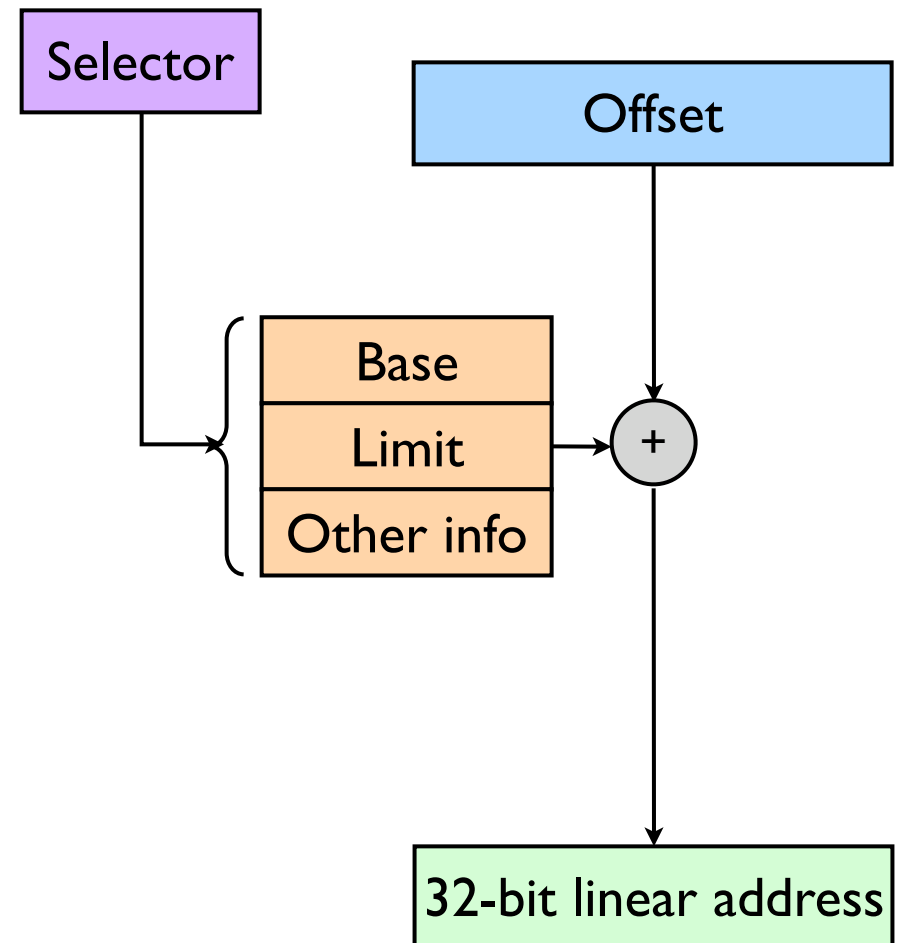 Selector
Offset
Base
Limit
+
Other info
32-bit linear address